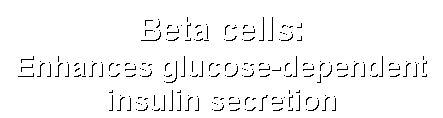 Beta cells:
Enhances glucose-dependent
insulin secretion